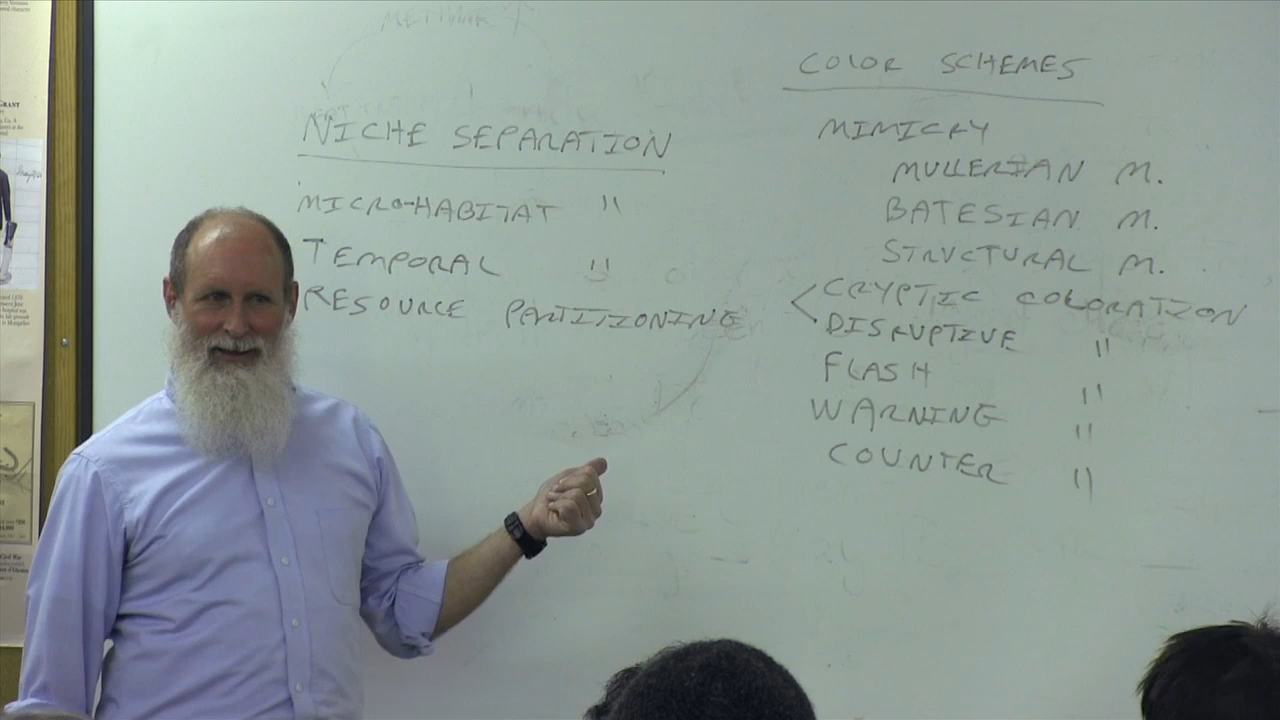 NICHE SEPARATION
MICRO-HABITAT "
TEMPORAL "
RESOURCE PARTITIONING
COLOR SCHEMES
MIMICRY
MULLERIAN M.
BATESIAN M.
STRUCTURAL M.
CRYPTIC COLORATION
DISRUPTIVE "
FLASH "
WARNING "
COUNTER "
GRANT